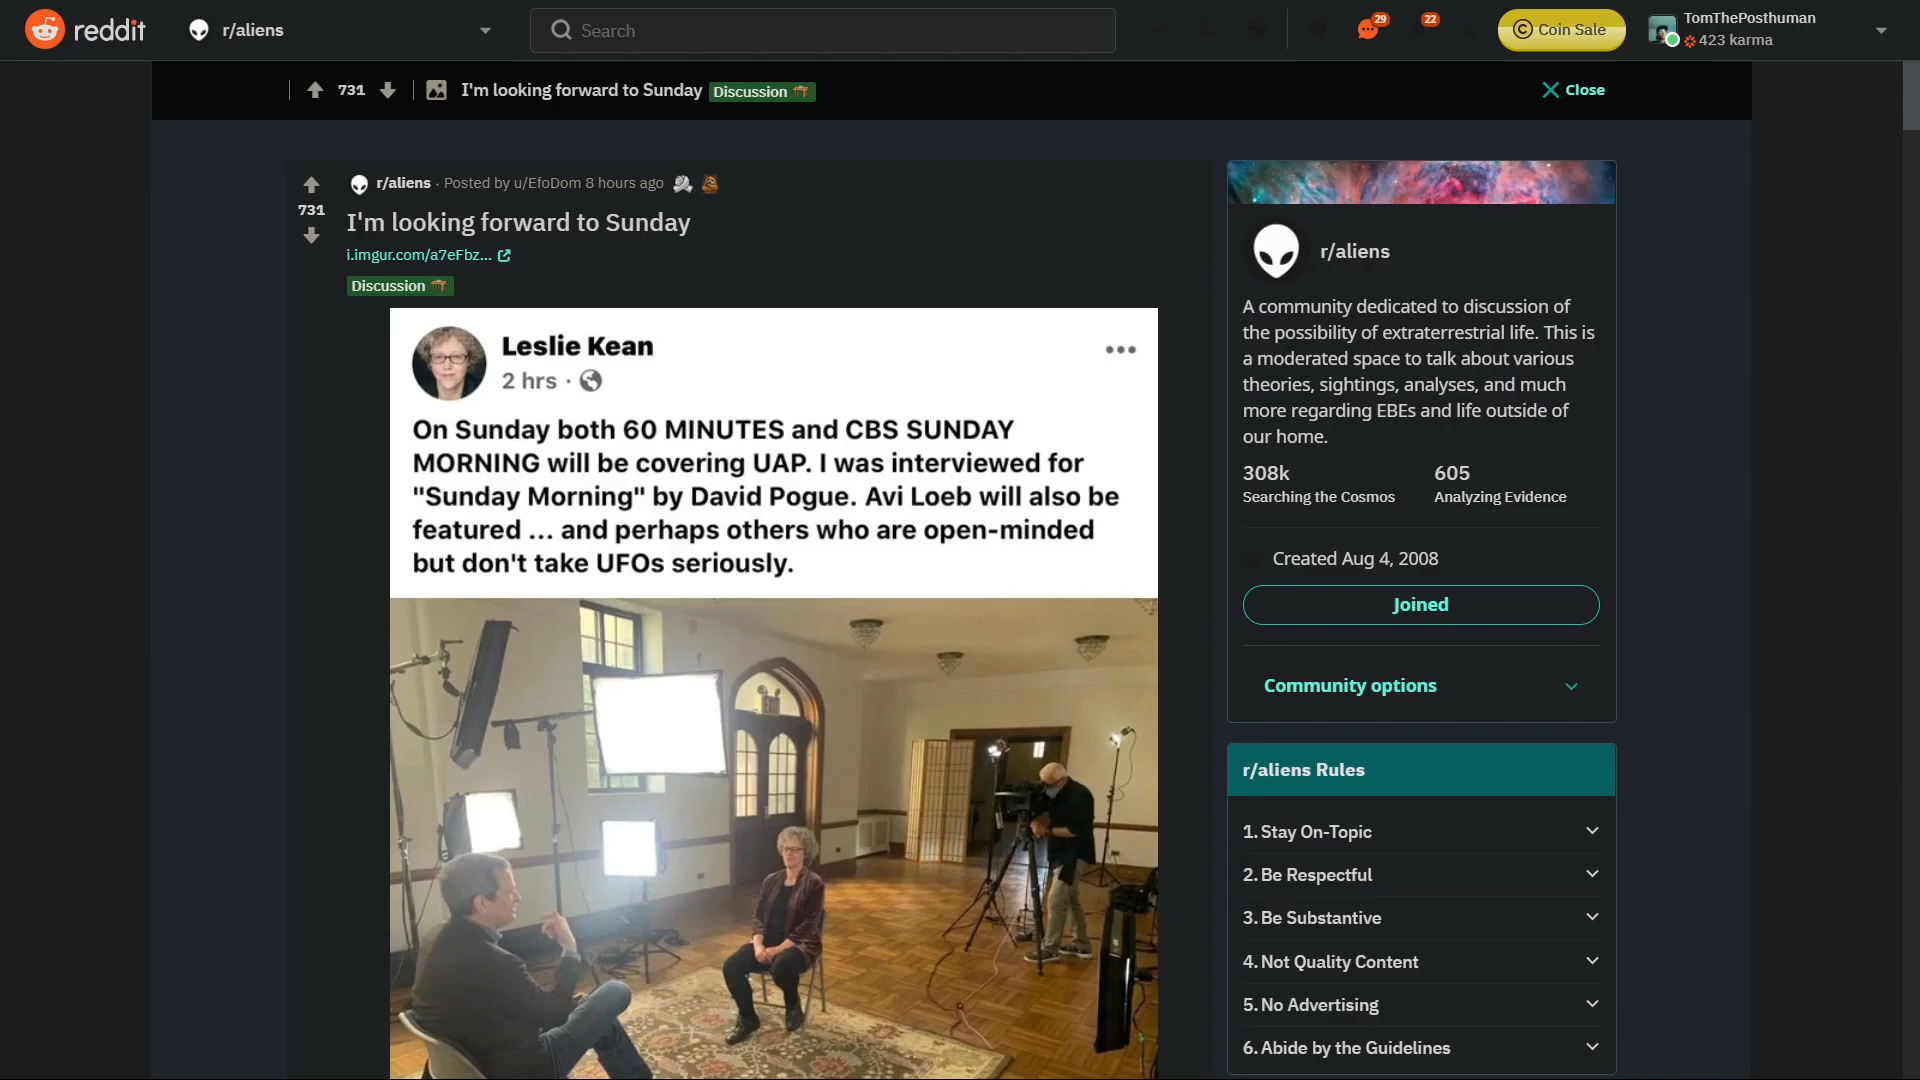 reddit
r/aliens
Search
29
22
Coin Sale
TomThePosthuman
423 karma
731
I'm looking forward to Sunday
Discussion
Close
731
r/aliens · Posted by u/EfoDom 8 hours ago
I'm looking forward to Sunday
i.imgur.com/a7eFbz...
Discussion
Leslie Kean
2 hrs ·
On Sunday both 60 MINUTES and CBS SUNDAY
MORNING will be covering UAP. I was interviewed for
"Sunday Morning" by David Pogue. Avi Loeb will also be
featured ... and perhaps others who are open-minded
but don't take UFOs seriously.
r/aliens
A community dedicated to discussion of
the possibility of extraterrestrial life. This is
a moderated space to talk about various
theories, sightings, analyses, and much
more regarding EBEs and life outside of
our home.
308k
Searching the Cosmos
605
Analyzing Evidence
Created Aug 4, 2008
Joined
Community options
r/aliens Rules
1. Stay On-Topic
2. Be Respectful
3. Be Substantive
4. Not Quality Content
5. No Advertising
6. Abide by the Guidelines